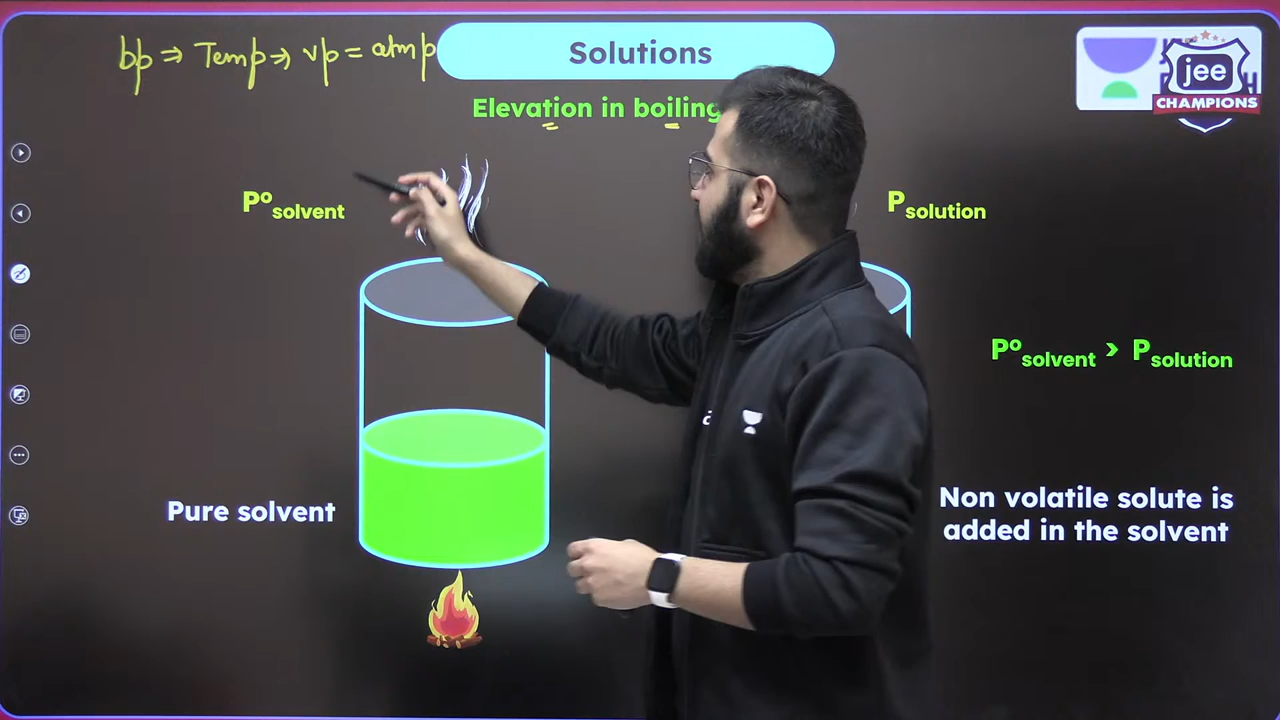 bp ⇒ Temp → vp = atm p
Solutions
jee
CHAMPIONS
Elevation in boiling
P°solvent
Psolution
P°solvent > Psolution
Pure solvent
Non volatile solute is
added in the solvent